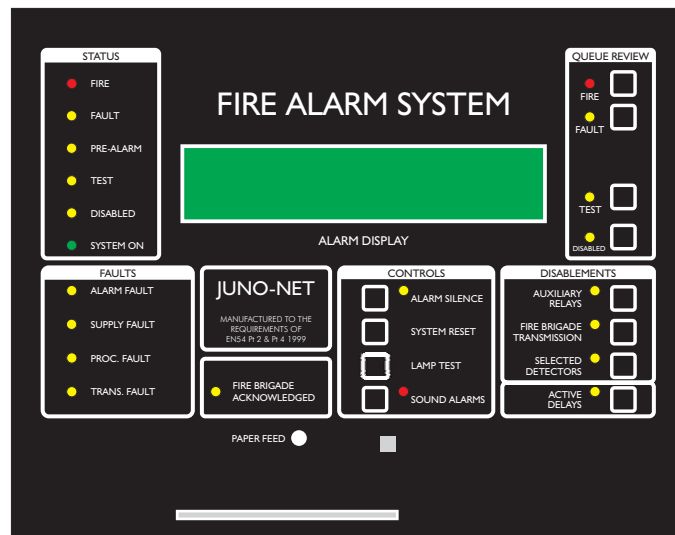 STATUS
FIRE
FAULT
PRE-ALARM
TEST
DISABLED
SYSTEM ON
FIRE ALARM SYSTEM
ALARM DISPLAY
QUEUE REVIEW
FIRE
FAULT
TEST
DISABLED
FAULTS
ALARM FAULT
SUPPLY FAULT
PROC. FAULT
TRANS. FAULT
JUNO-NET
MANUFACTURED TO THE
REQUIREMENTS OF
EN54 Pt 2 & Pt 4 1999
FIRE BRIGADE
ACKNOWLEDGED
CONTROLS
ALARM SILENCE
SYSTEM RESET
LAMP TEST
SOUND ALARMS
DISABLEMENTS
AUXILIARY
RELAYS
FIRE BRIGADE
TRANSMISSION
SELECTED
DETECTORS
ACTIVE
DELAYS
PAPER FEED